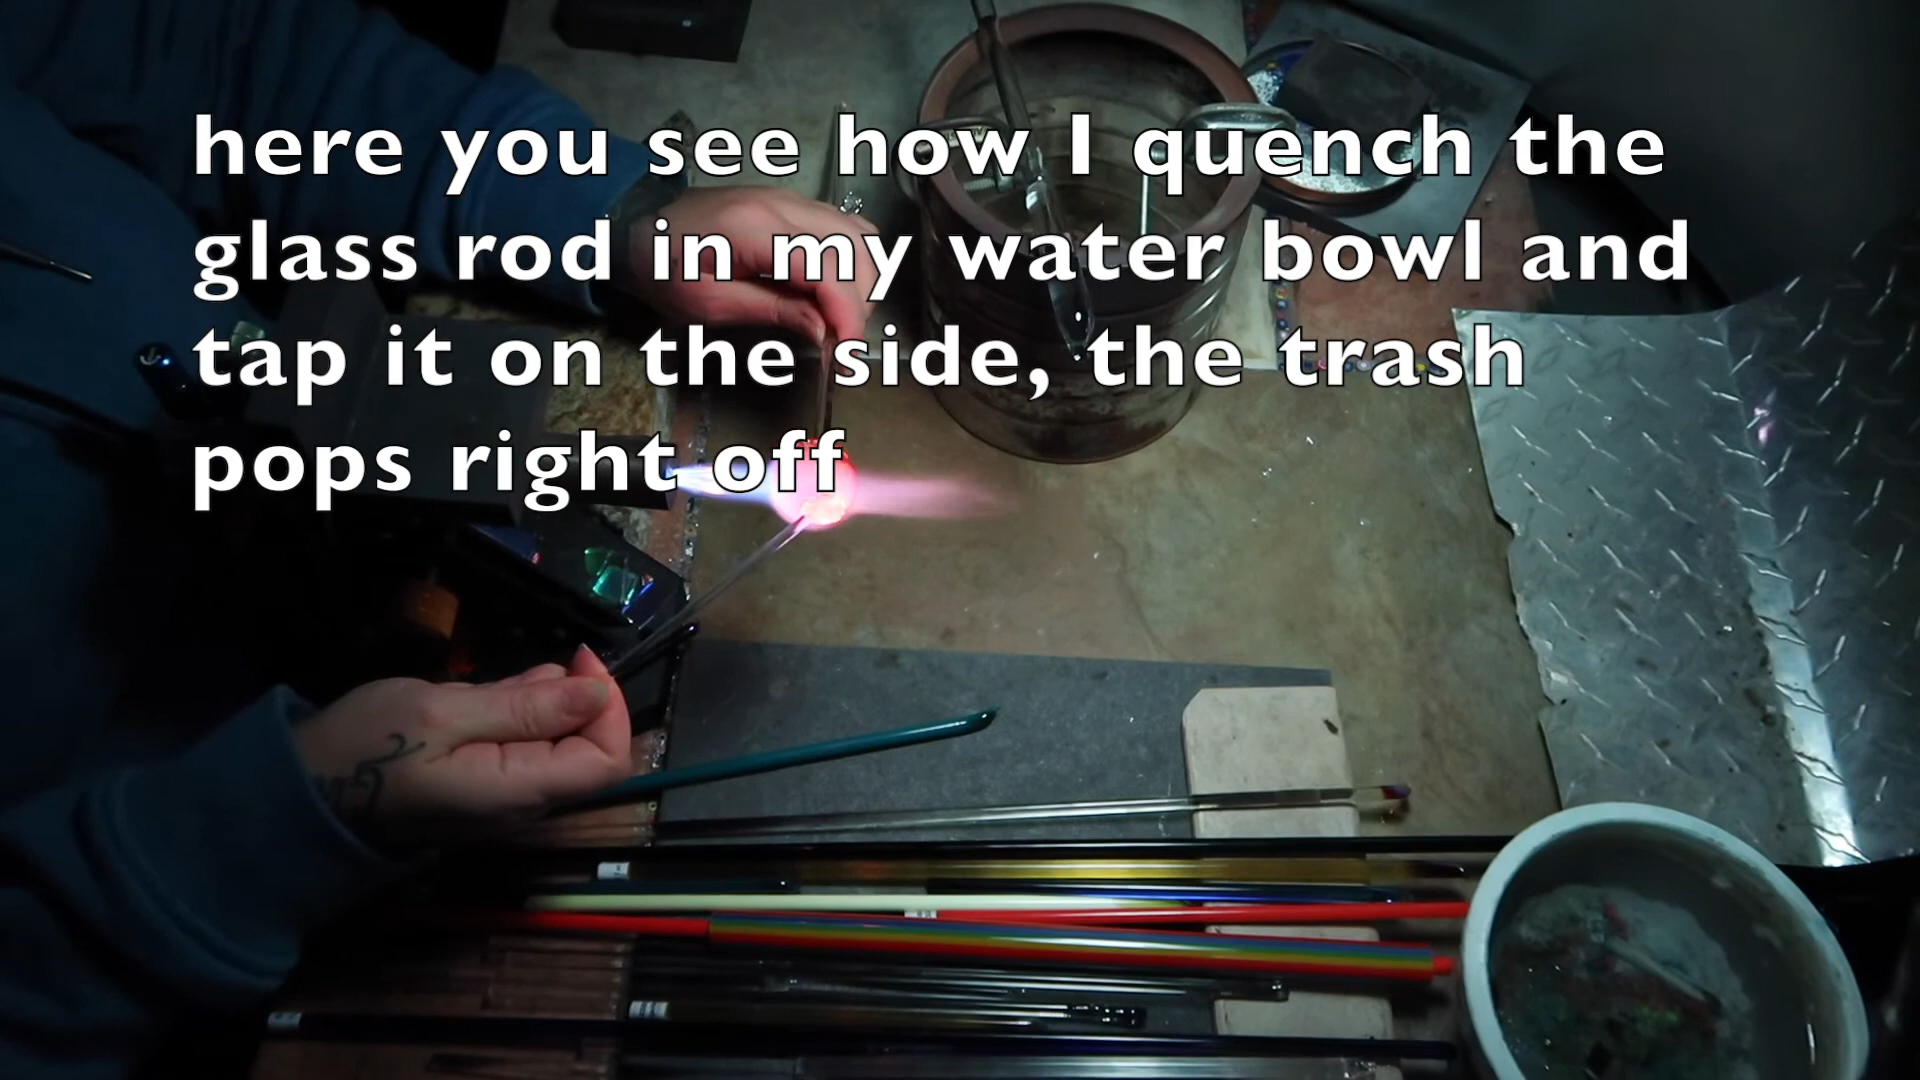 here you see how I quench the
glass rod in my water bowl and
tap it on the side, the trash
pops right off